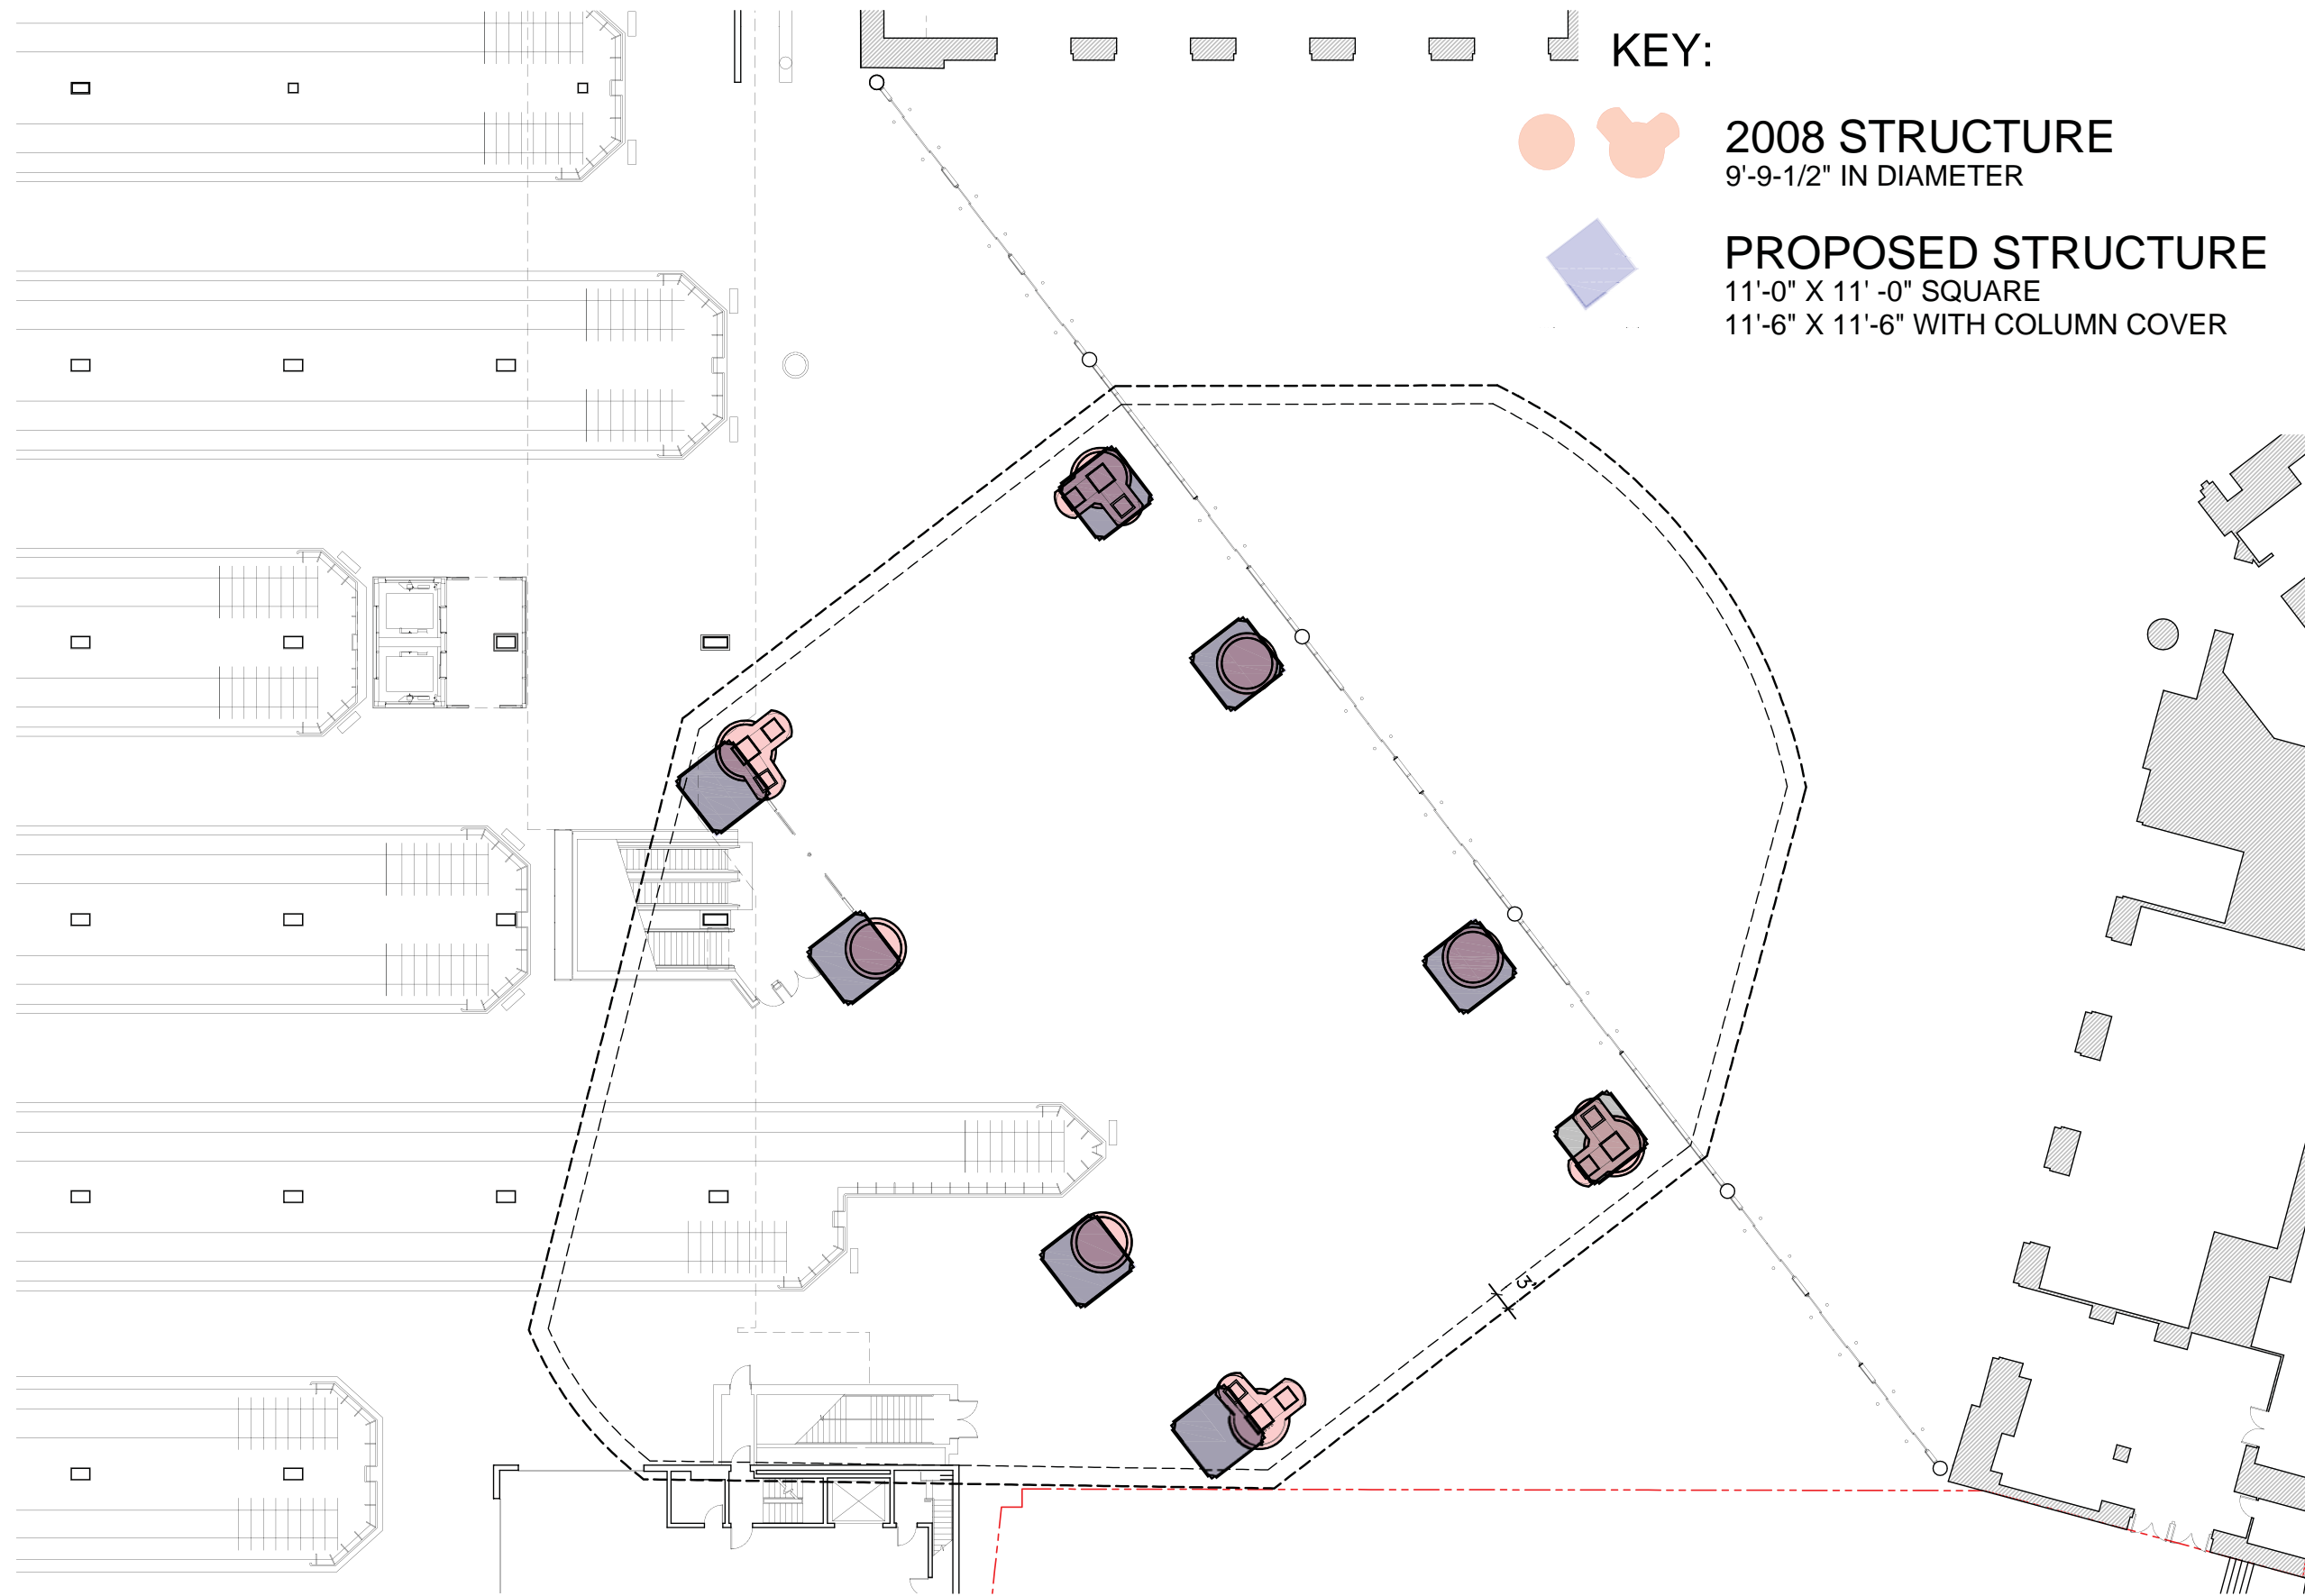 KEY:
2008 STRUCTURE
9'-9-1/2" IN DIAMETER
PROPOSED STRUCTURE
11'-0" X 11' -0" SQUARE
11'-6" X 11'-6" WITH COLUMN COVER
3'